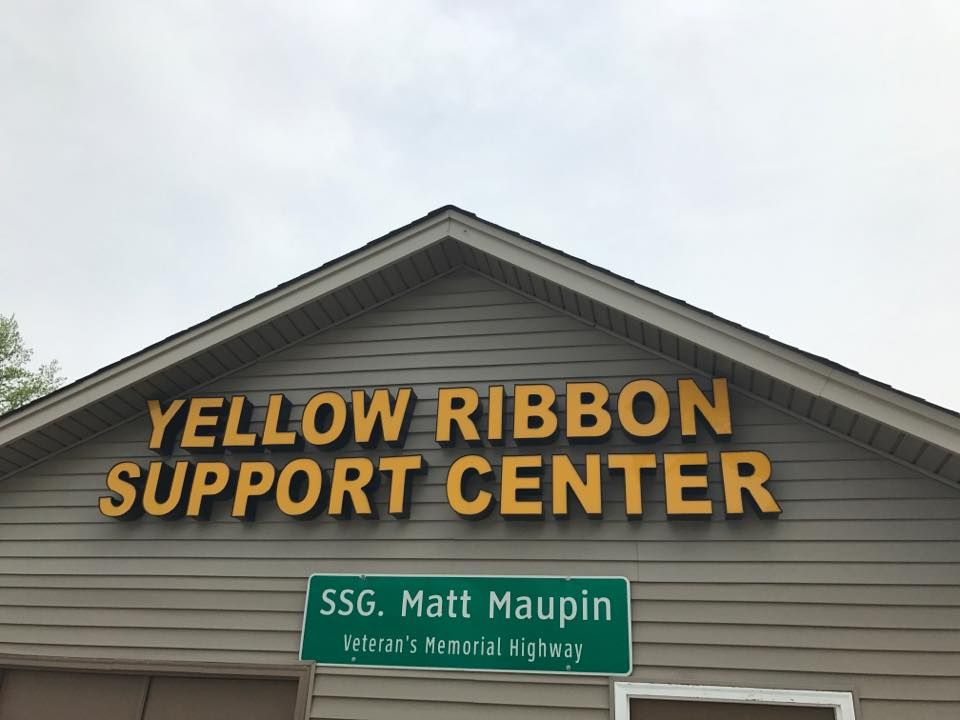 YELLOW RIBBON
SUPPORT CENTER
SSG. Matt Maupin
Veteran's Memorial Highway